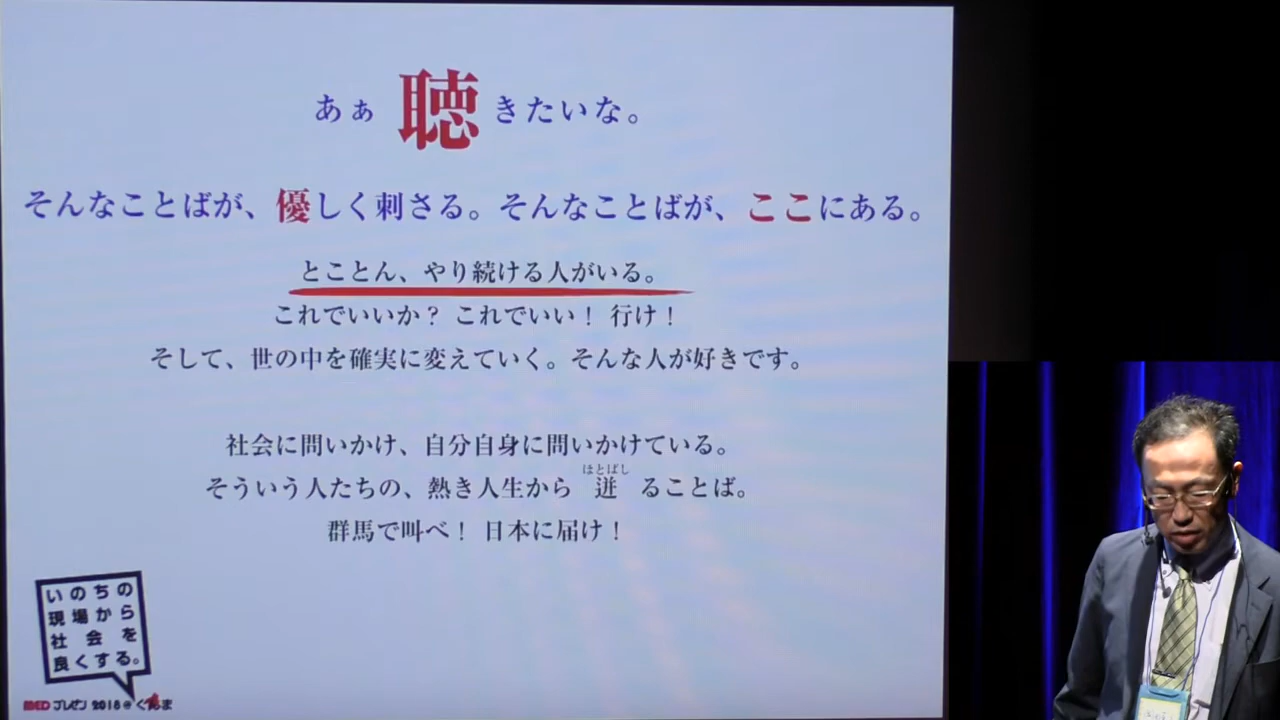 あぁ 聴きたいな。
そんなことばが、優しく刺さる。そんなことばが、ここにある。
とことん、やり続ける人がいる。
これでいいか？ これでいい！ 行け！
そして、世の中を確実に変えていく。そんな人が好きです。
社会に問いかけ、自分自身に問いかけている。
ほとばし
そういう人たちの、熱き人生から 迸 ることば。
群馬で叫べ！ 日本に届け！
いのちの
現場から
社会を
良くする。
MEDプレゼン2018@ぐんま